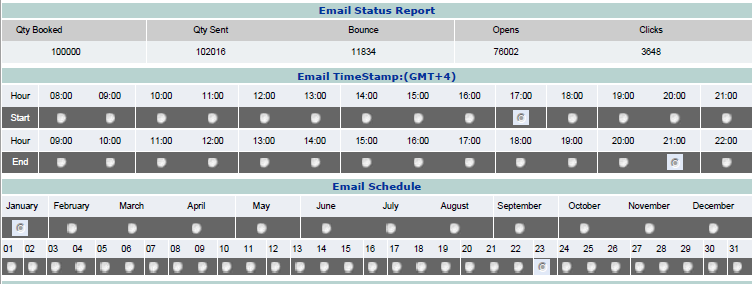 Email Status Report
Qty Booked Qty Sent Bounce Opens Clicks
100000 102016 11834 76002 3648
Email TimeStamp:(GMT+4)
Hour 08:00 09:00 10:00 11:00 12:00 13:00 14:00 15:00 16:00 17:00 18:00 19:00 20:00 21:00
Start
Hour 09:00 10:00 11:00 12:00 13:00 14:00 15:00 16:00 17:00 18:00 19:00 20:00 21:00 22:00
End
Email Schedule
January February March April May June July August September October November December
01 02 03 04 05 06 07 08 09 10 11 12 13 14 15 16 17 18 19 20 21 22 23 24 25 26 27 28 29 30 31